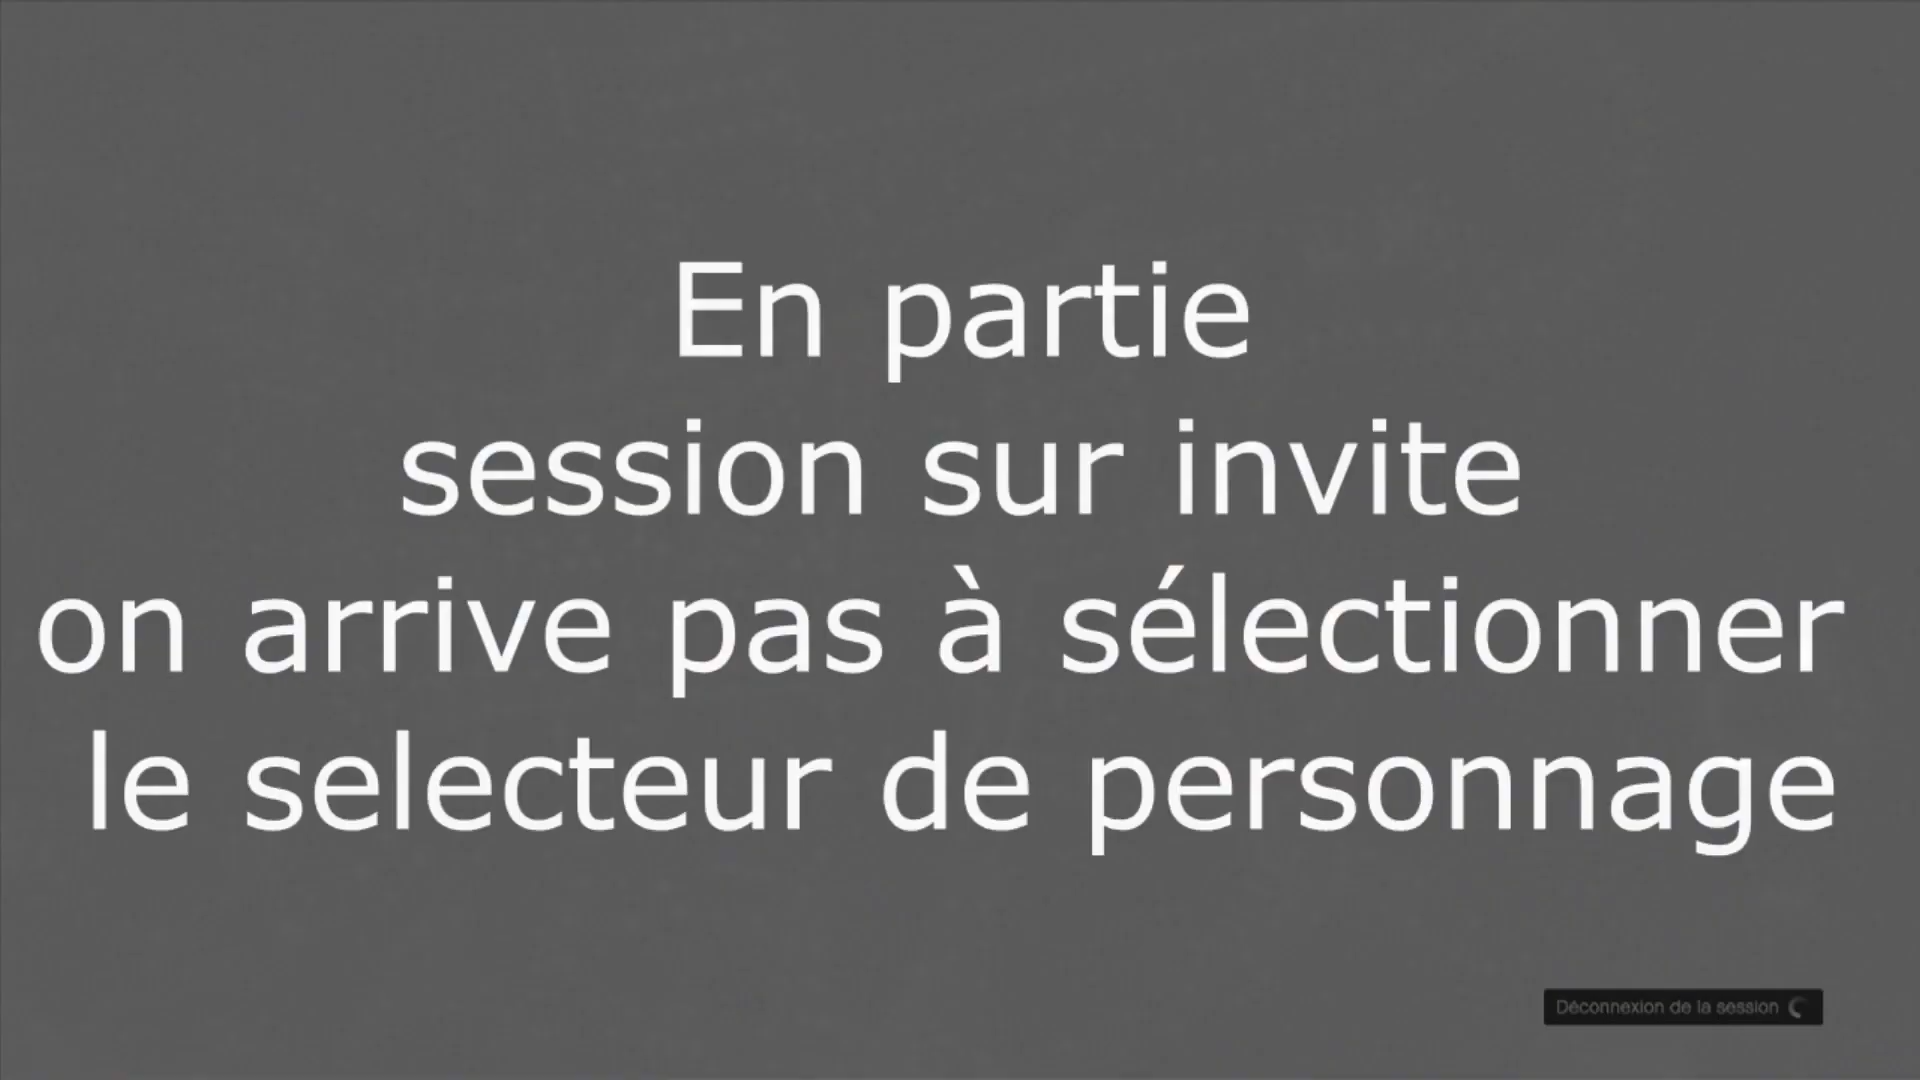 En partie
session sur invite
on arrive pas à sélectionner
le selecteur de personnage
Déconnexion de la session